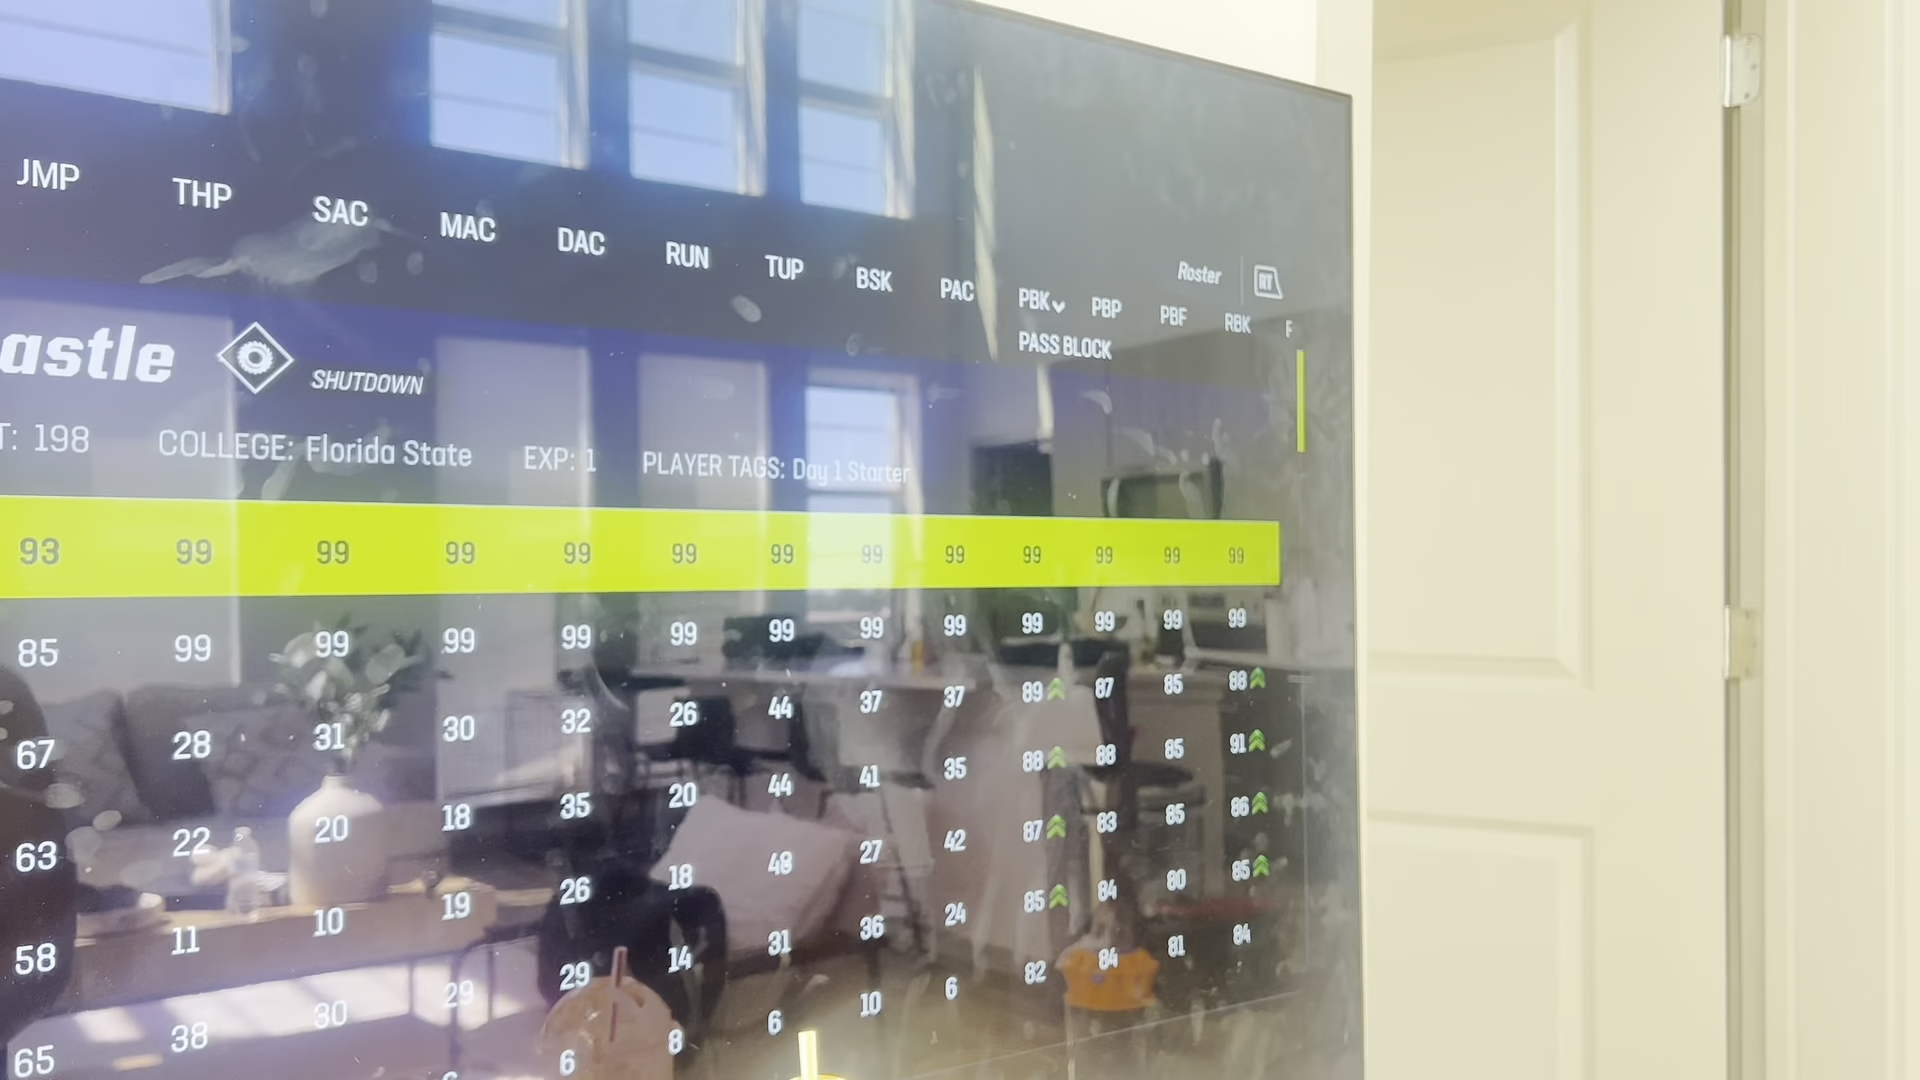 JMP THP SAC MAC DAC RUN TUP BSK PAC PBK PBP PBF RBK F
Roster RT
PASS BLOCK
astle SHUTDOWN
T: 198 COLLEGE: Florida State EXP: 1 PLAYER TAGS: Day 1 Starter
93 99 99 99 99 99 99 99 99 99 99 99 99
85 99 99 99 99 99 99 99 99 99 99 99 99
67 28 31 30 32 26 44 37 37 89 87 85 88
63 22 20 18 35 20 44 41 35 88 88 85 91
58 11 10 19 26 18 48 27 42 87 83 85 86
65 38 30 29 29 14 31 36 24 85 84 80 85
6 8 6 10 6 82 84 81 84